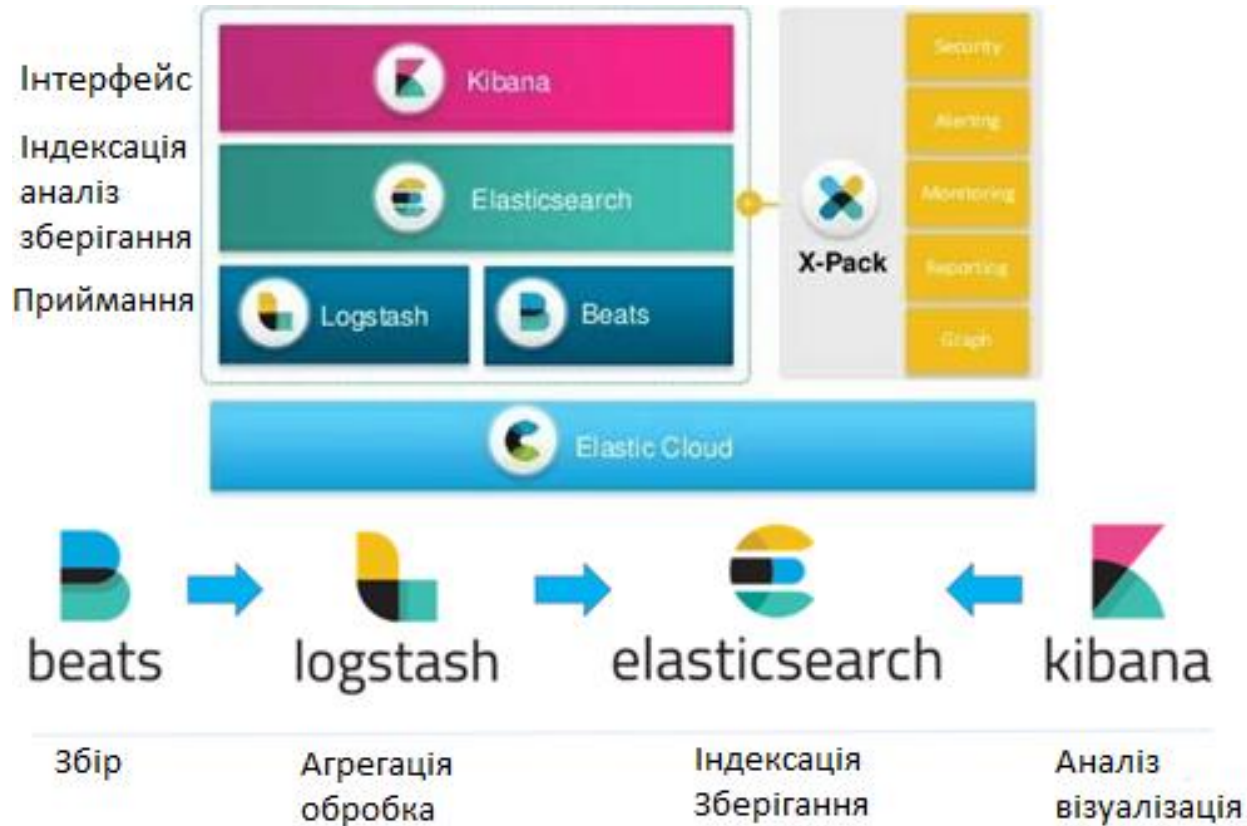 Інтерфейс
Kibana
Індексація
аналіз
зберігання
Elasticsearch
Приймання
Logstash
Beats
X-Pack
Security
Alerting
Monitoring
Reporting
Graph
Elastic Cloud
beats
logstash
elasticsearch
kibana
Збір
Агрегація
обробка
Індексація
Зберігання
Аналіз
візуалізація